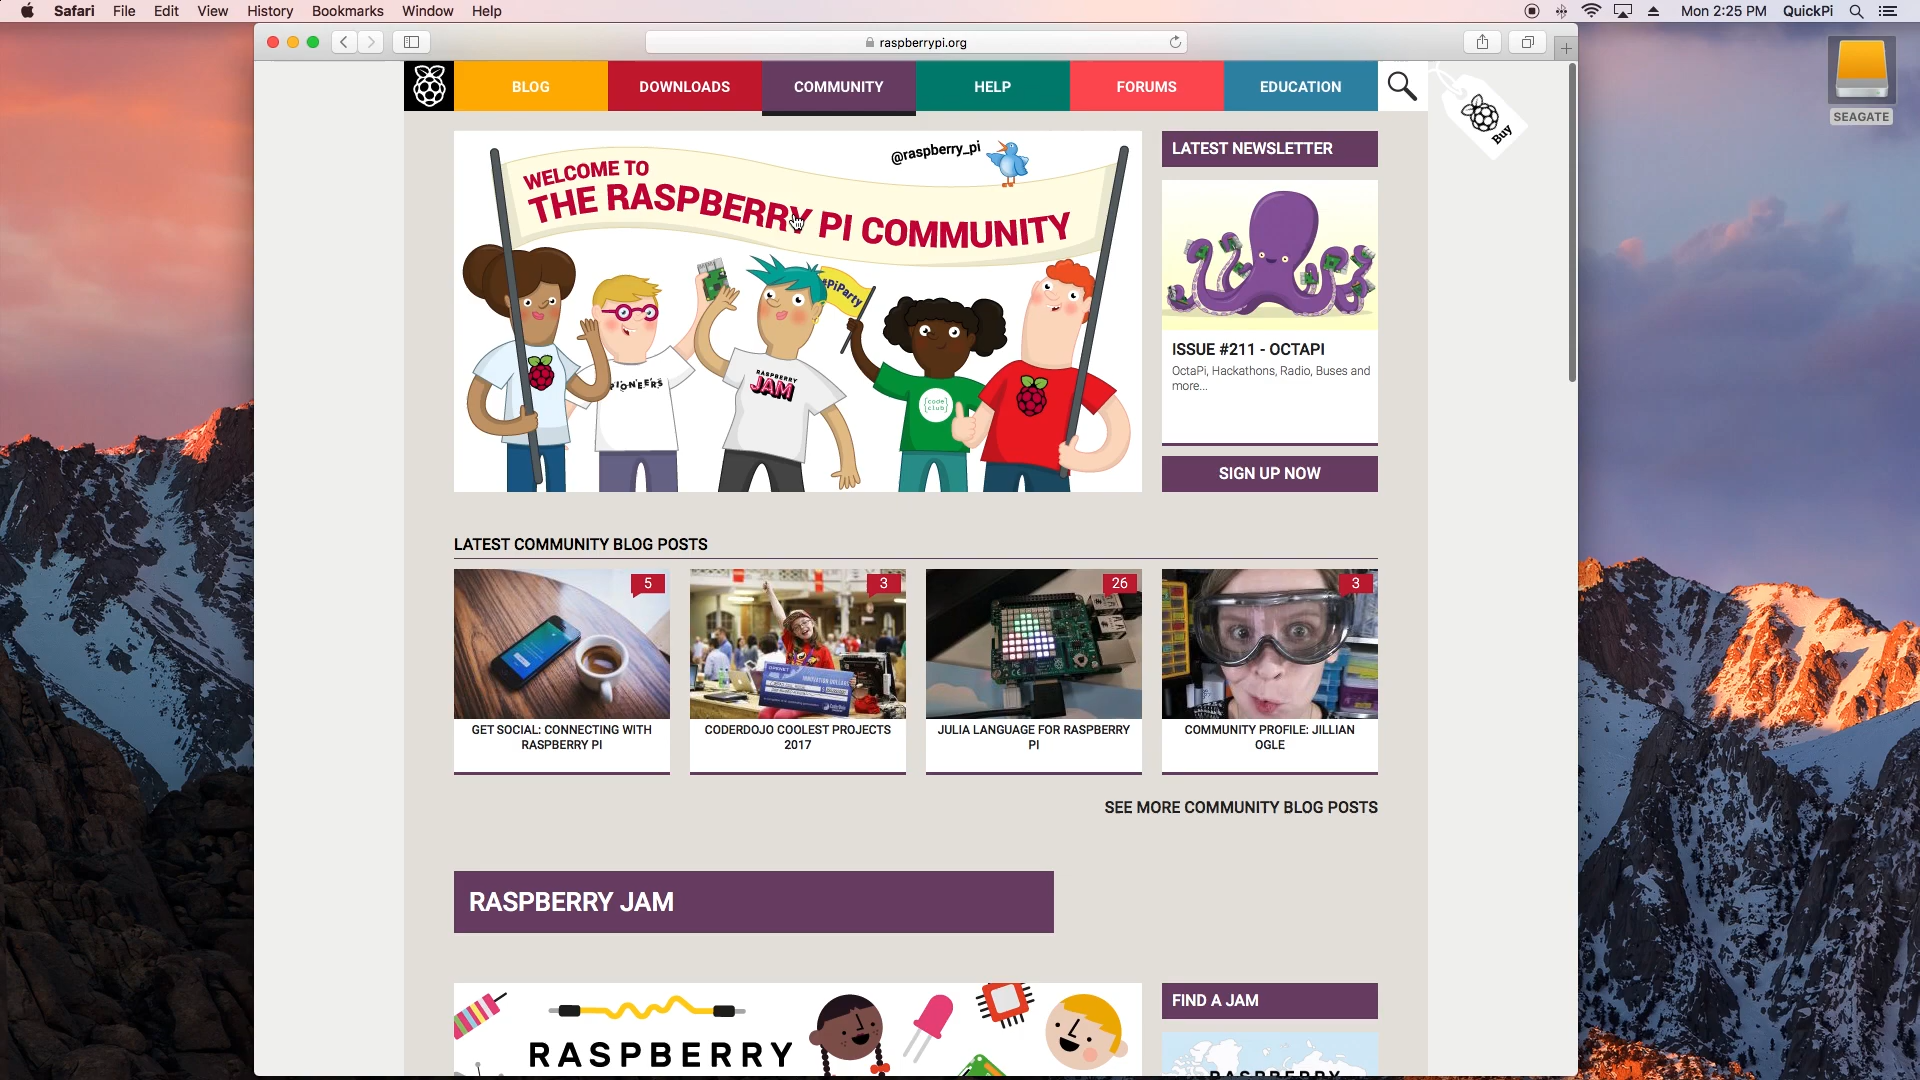 Safari File Edit View History Bookmarks Window Help
Mon 2:25 PM QuickPi
raspberrypi.org
SEAGATE
BLOG DOWNLOADS COMMUNITY HELP FORUMS EDUCATION
Buy
@raspberry_pi
WELCOME TO
THE RASPBERRY PI COMMUNITY
#PiParty
PIONEERS
RASPBERRY
JAM
{code
club}
LATEST NEWSLETTER
ISSUE #211 - OCTAPI
OctaPi, Hackathons, Radio, Buses and
more...
SIGN UP NOW
LATEST COMMUNITY BLOG POSTS
5
3
26
3
GET SOCIAL: CONNECTING WITH
RASPBERRY PI
CODERDOJO COOLEST PROJECTS
2017
JULIA LANGUAGE FOR RASPBERRY
PI
COMMUNITY PROFILE: JILLIAN
OGLE
SEE MORE COMMUNITY BLOG POSTS
RASPBERRY JAM
RASPBERRY
FIND A JAM
RASPBERRY